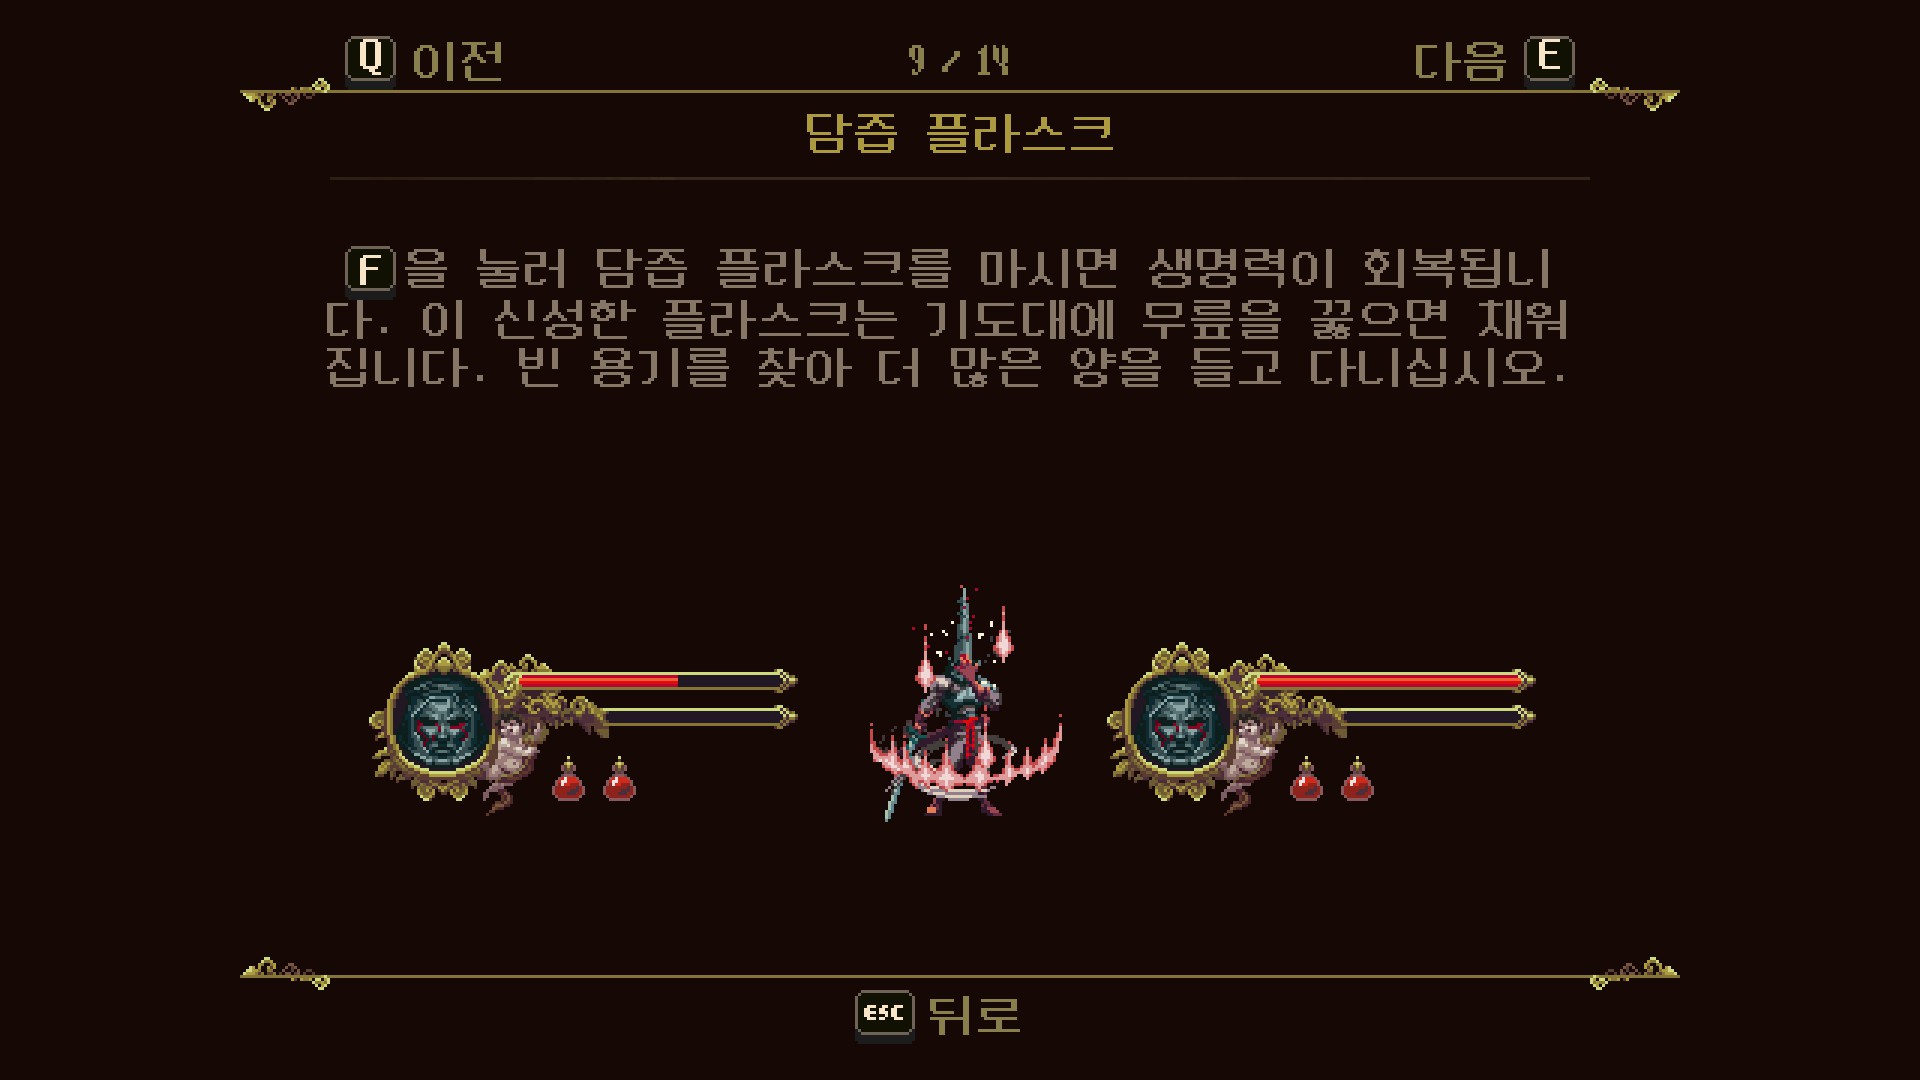 Q 이전
9 / 14
다음 E
담즙 플라스크
F을 눌러 담즙 플라스크를 마시면 생명력이 회복됩니
다. 이 신성한 플라스크는 기도대에 무릎을 꿇으면 채워
집니다. 빈 용기를 찾아 더 많은 양을 들고 다니십시오.
ESC 뒤로